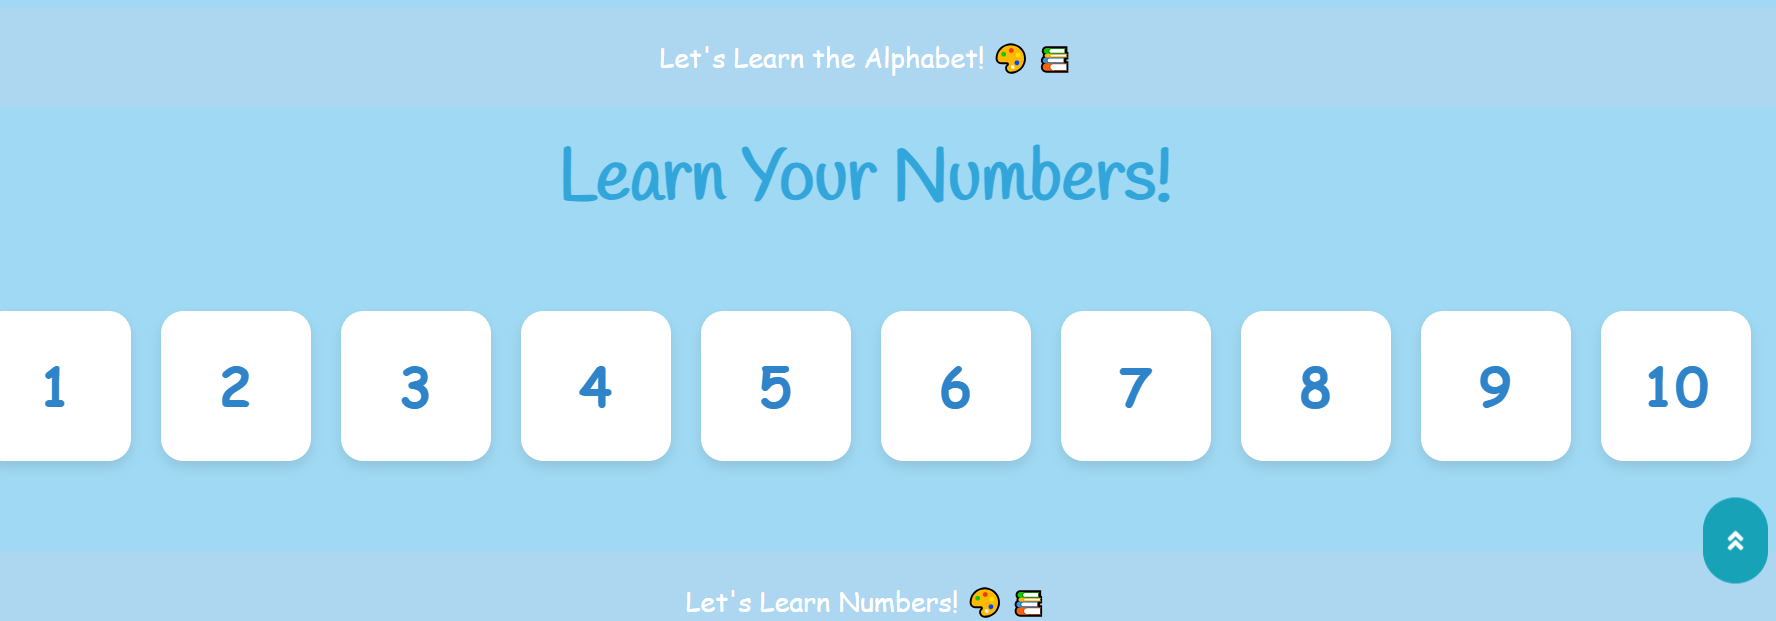 Let's Learn the Alphabet! 🎨 📚
Learn Your Numbers!
1 2 3 4 5 6 7 8 9 10
Let's Learn Numbers! 🎨 📚